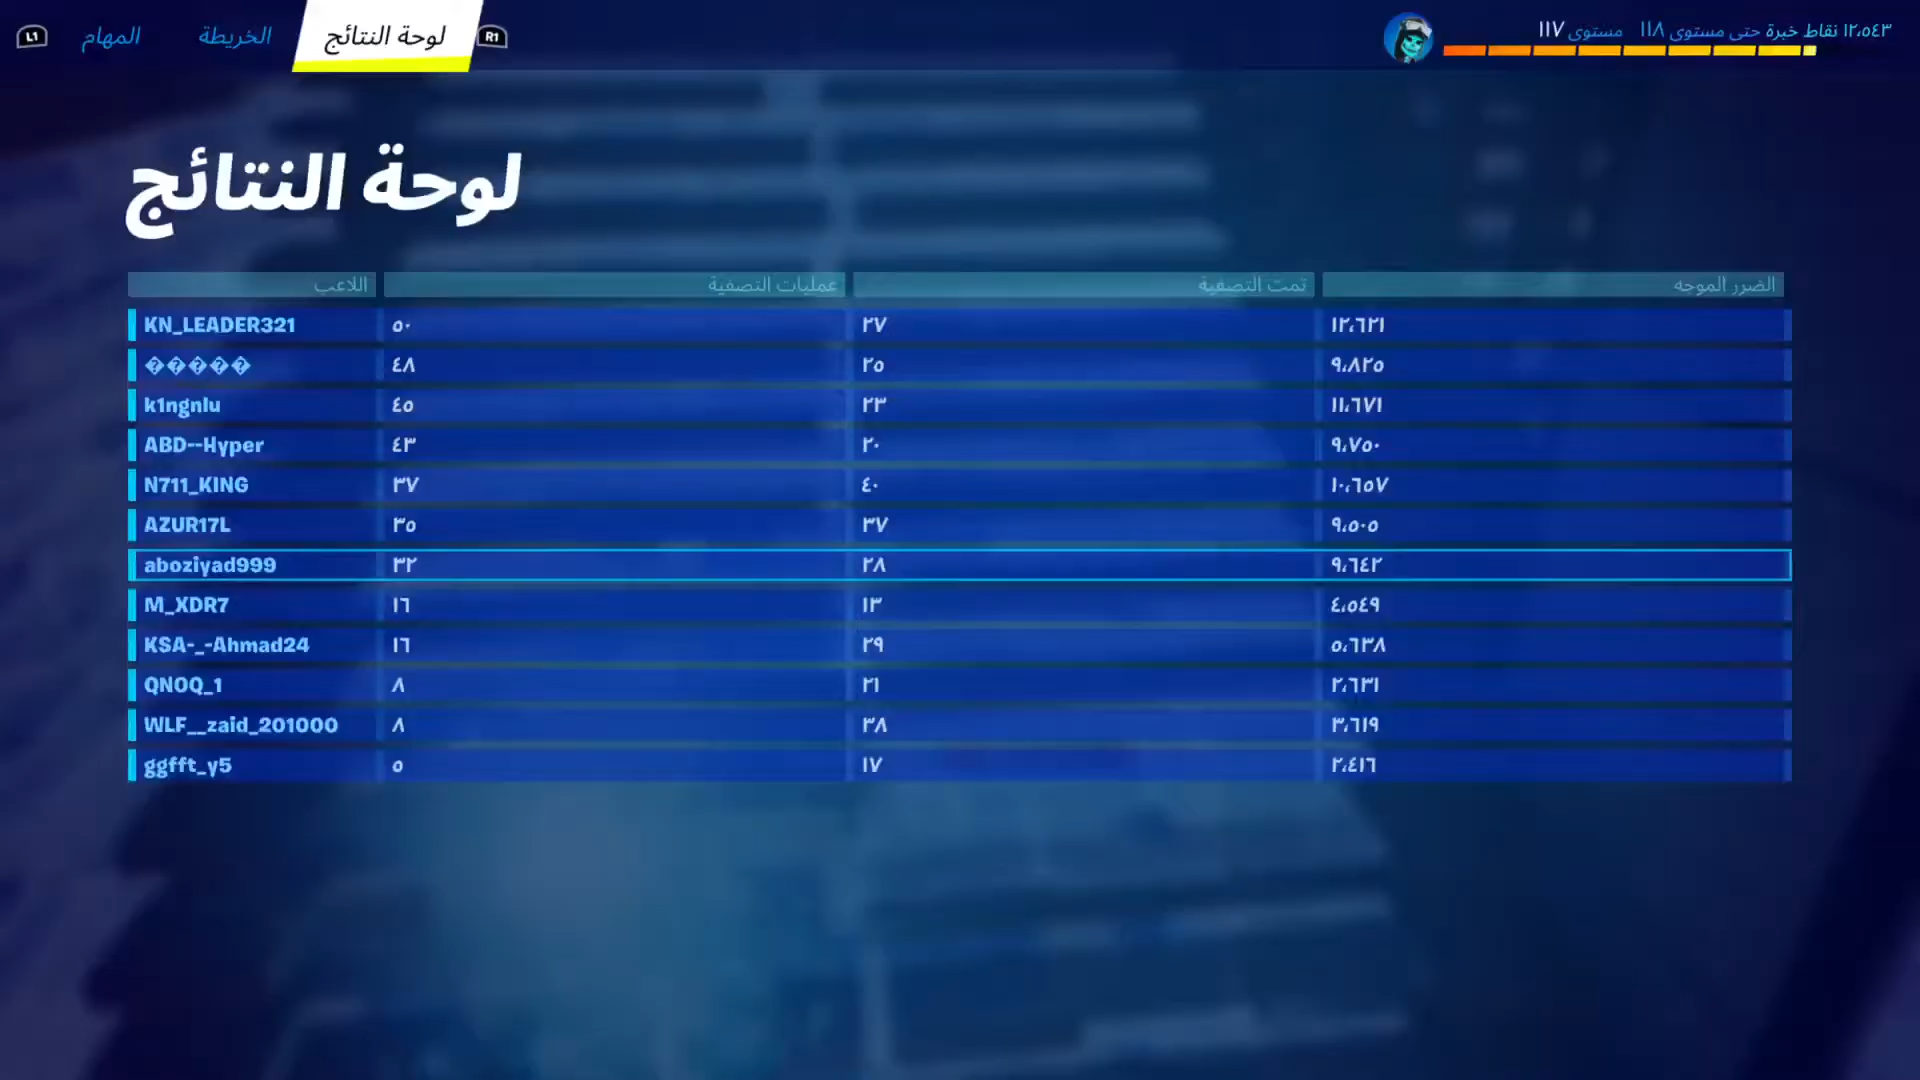 L1 المهام الخريطة لوحة النتائج R1
١٢،٥٤٣ نقاط خبرة حتى مستوى ١١٨ مستوى ١١٧
لوحة النتائج
اللاعب عمليات التصفية تمت التصفية الضرر الموجه
KN_LEADER321 ٥٠ ٢٧ ١٢،٦٢١
����� ٤٨ ٢٥ ٩،٨٢٥
k1ngnlu ٤٥ ٢٣ ١١،٦٧١
ABD--Hyper ٤٣ ٢٠ ٩،٧٥٠
N711_KING ٣٧ ٤٠ ١٠،٦٥٧
AZUR17L ٣٥ ٣٧ ٩،٥٠٥
aboziyad999 ٣٢ ٢٨ ٩،٦٤٢
M_XDR7 ١٦ ١٣ ٤،٥٤٩
KSA-_-Ahmad24 ١٦ ٢٩ ٥،٦٣٨
QNOQ_1 ٨ ٢١ ٢،٦٣١
WLF__zaid_201000 ٨ ٣٨ ٣،٦١٩
ggfft_y5 ٥ ١٧ ٢،٤١٦